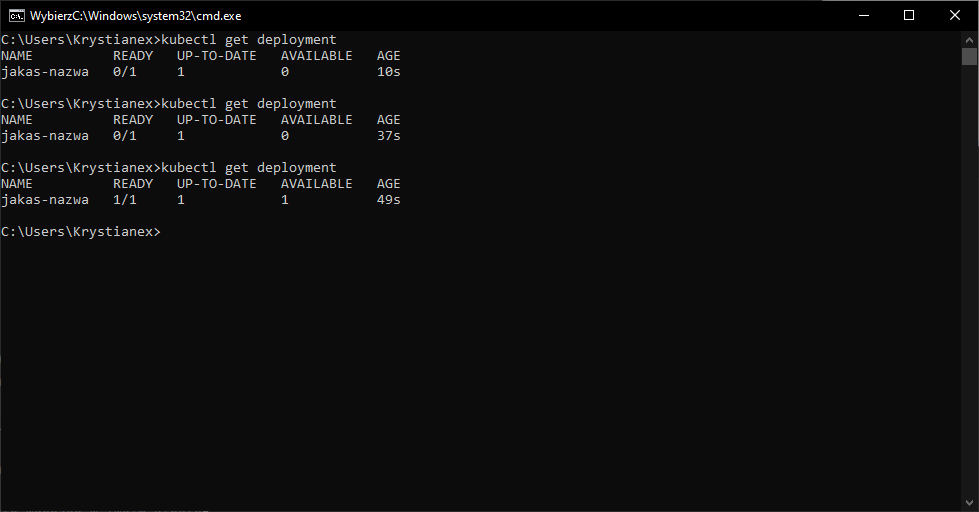 WybierzC:\Windows\system32\cmd.exe
C:\Users\Krystianex>kubectl get deployment
NAME          READY   UP-TO-DATE   AVAILABLE   AGE
jakas-nazwa   0/1     1            0           10s
C:\Users\Krystianex>kubectl get deployment
NAME          READY   UP-TO-DATE   AVAILABLE   AGE
jakas-nazwa   0/1     1            0           37s
C:\Users\Krystianex>kubectl get deployment
NAME          READY   UP-TO-DATE   AVAILABLE   AGE
jakas-nazwa   1/1     1            1           49s
C:\Users\Krystianex>